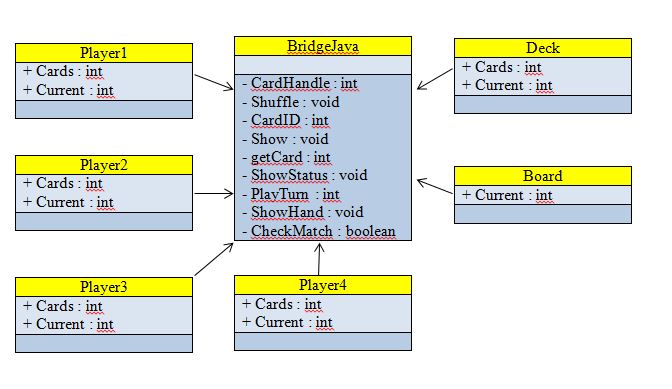 Player1
+ Cards : int
+ Current : int
BridgeJava
- CardHandle : int
- Shuffle : void
- CardID : int
- Show : void
- getCard : int
- ShowStatus : void
- PlayTurn : int
- ShowHand : void
- CheckMatch : boolean
Deck
+ Cards : int
+ Current : int
Player2
+ Cards : int
+ Current : int
Board
+ Current : int
Player3
+ Cards : int
+ Current : int
Player4
+ Cards : int
+ Current : int